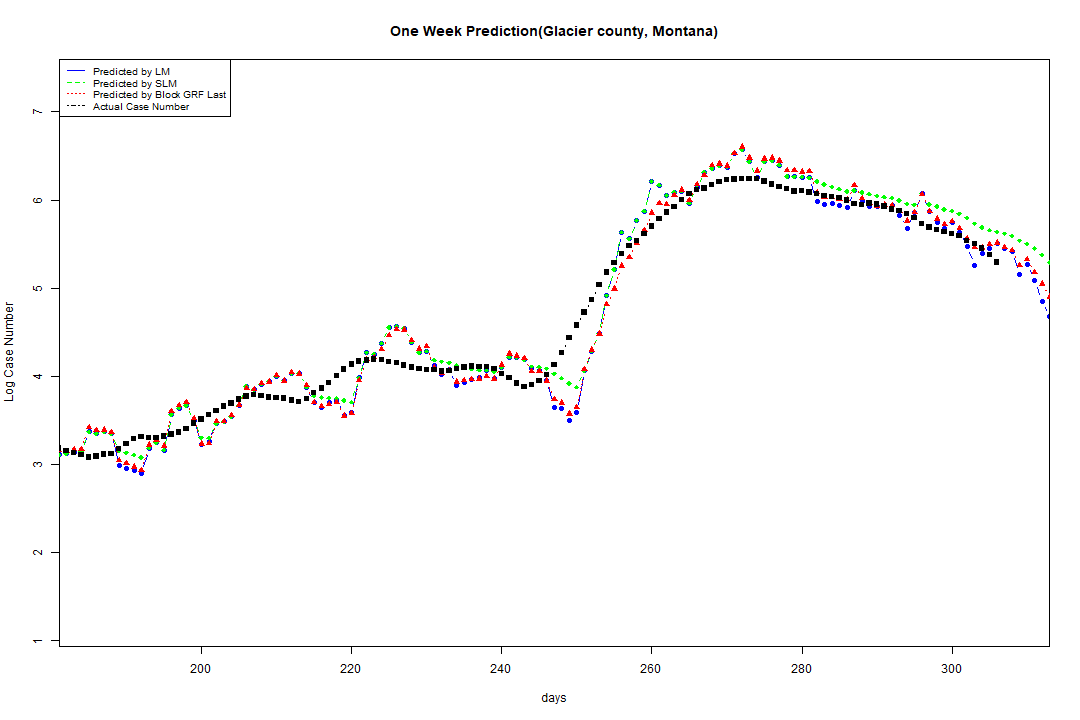 One Week Prediction(Glacier county, Montana)
Predicted by LM
Predicted by SLM
Predicted by Block GRF Last
Actual Case Number
7
6
5
4
3
2
1
Log Case Number
200 220 240 260 280 300
days